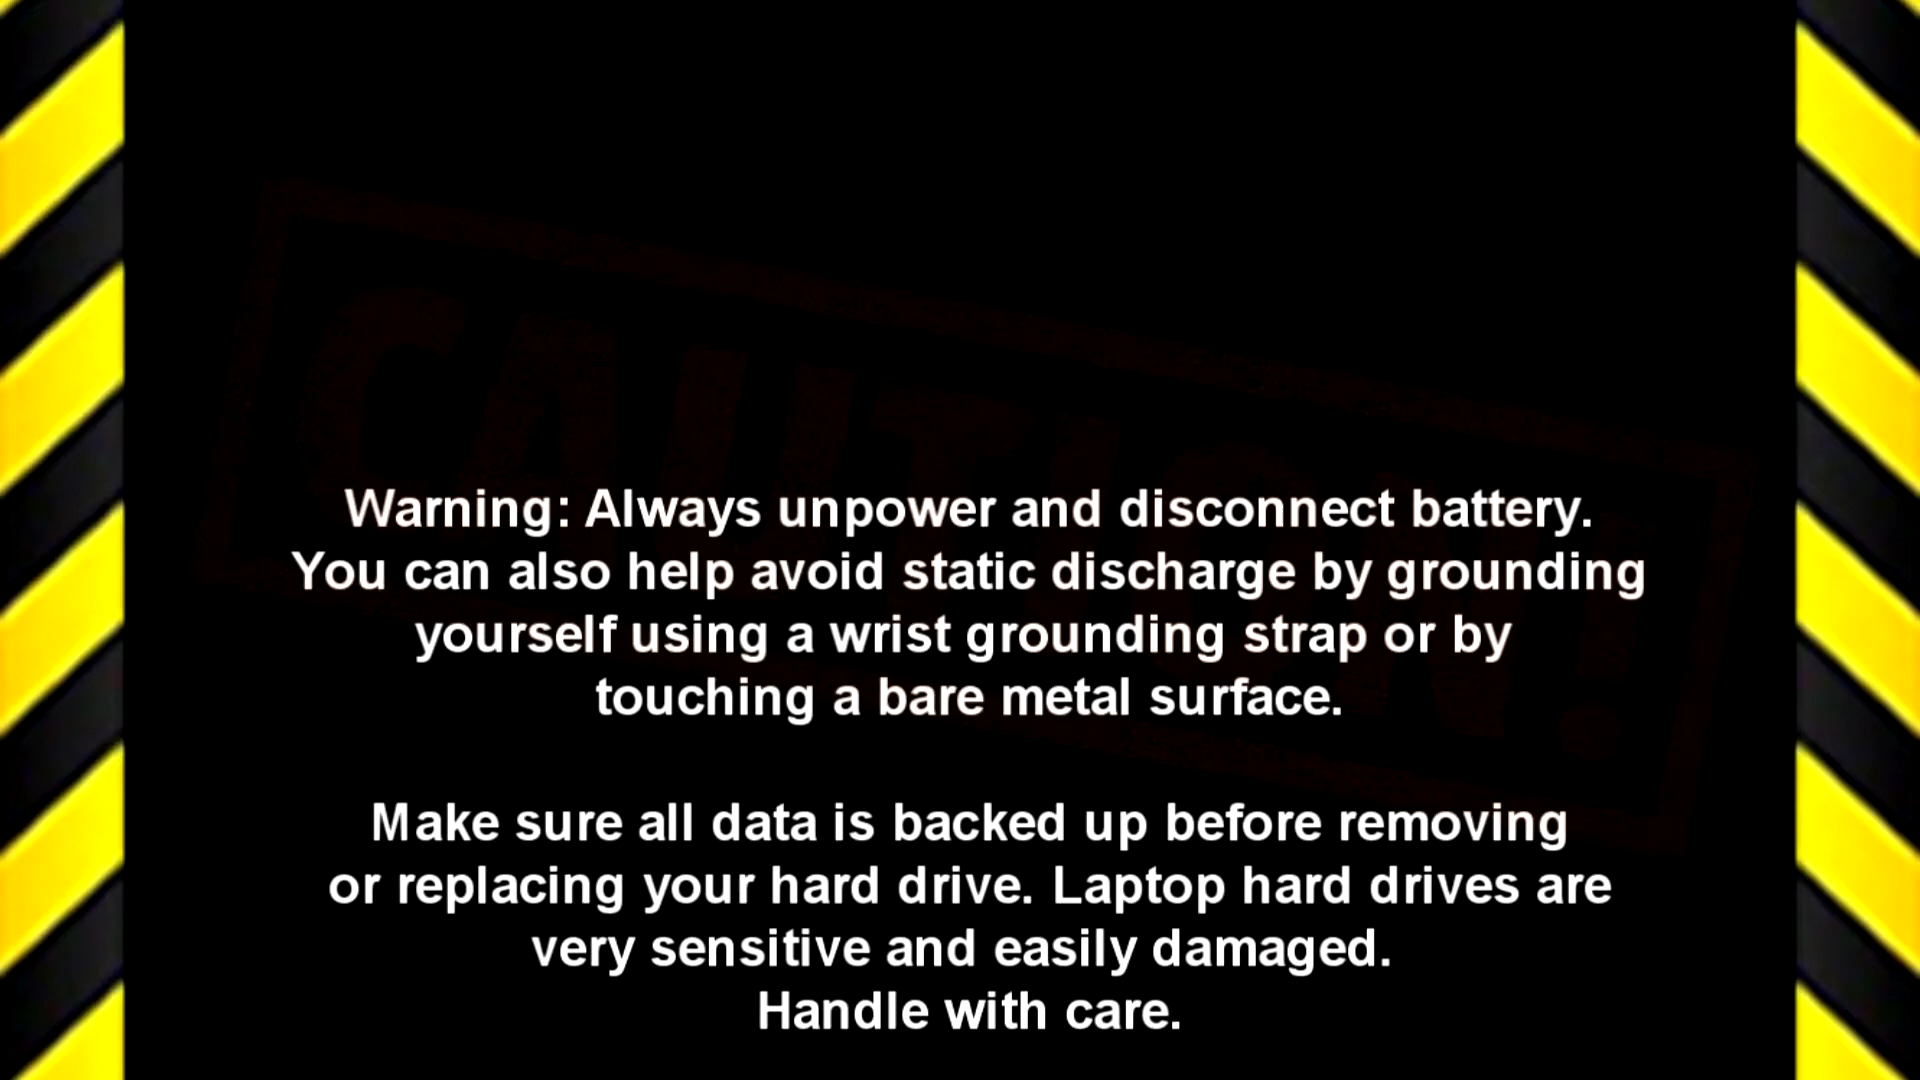 CAUTION!
Warning: Always unpower and disconnect battery.
You can also help avoid static discharge by grounding
yourself using a wrist grounding strap or by
touching a bare metal surface.
Make sure all data is backed up before removing
or replacing your hard drive. Laptop hard drives are
very sensitive and easily damaged.
Handle with care.